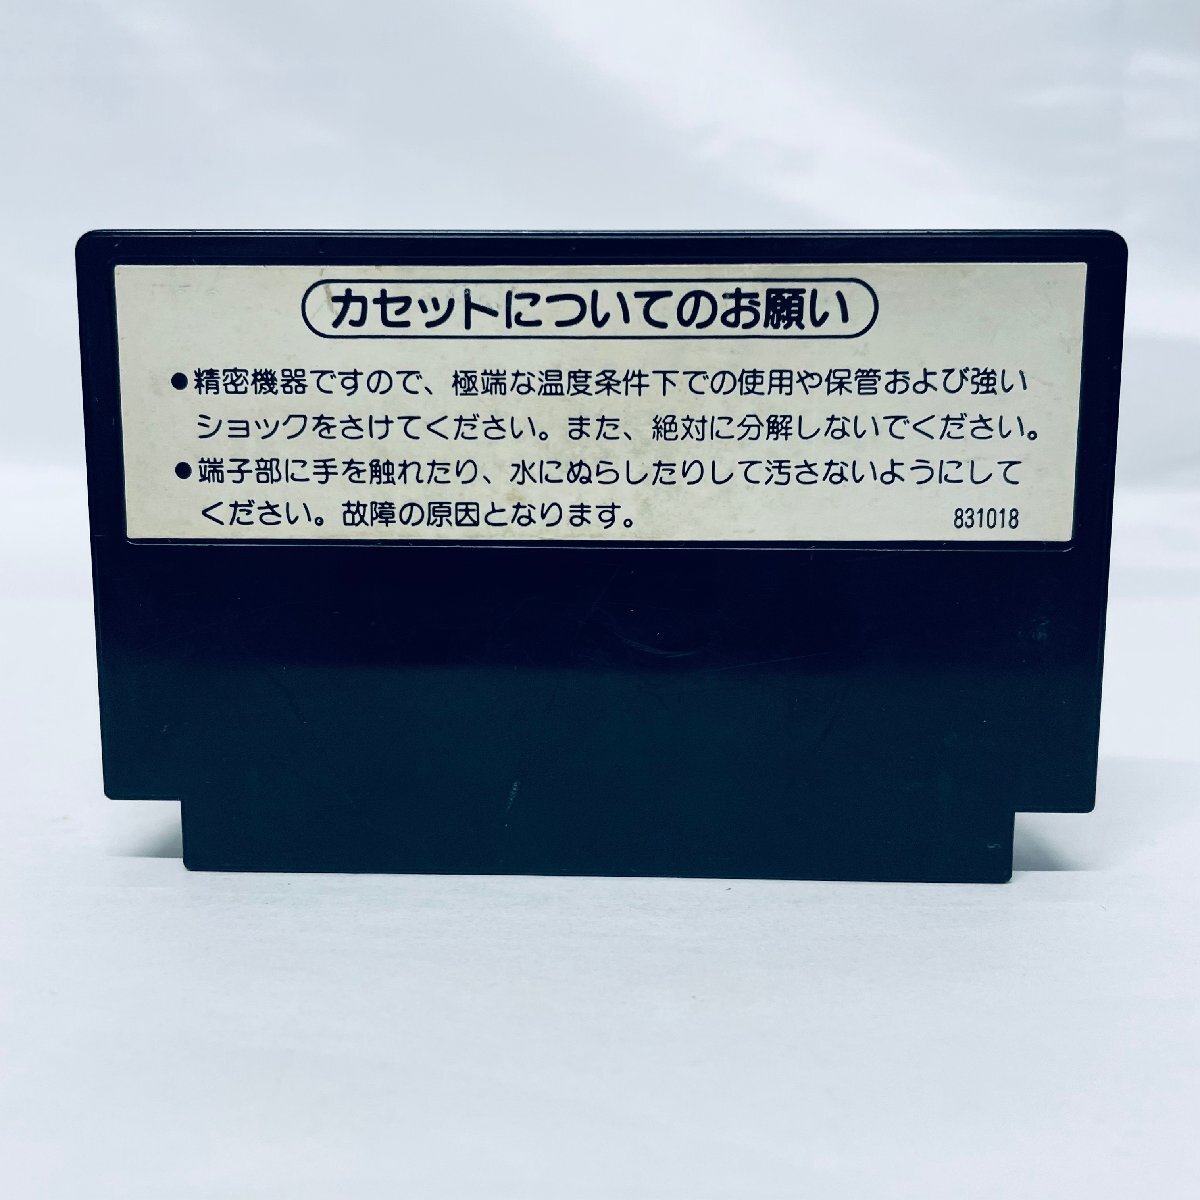 カセットについてのお願い
●精密機器ですので、極端な温度条件下での使用や保管および強い
ショックをさけてください。また、絶対に分解しないでください。
●端子部に手を触れたり、水にぬらしたりして汚さないようにして
ください。故障の原因となります。
831018